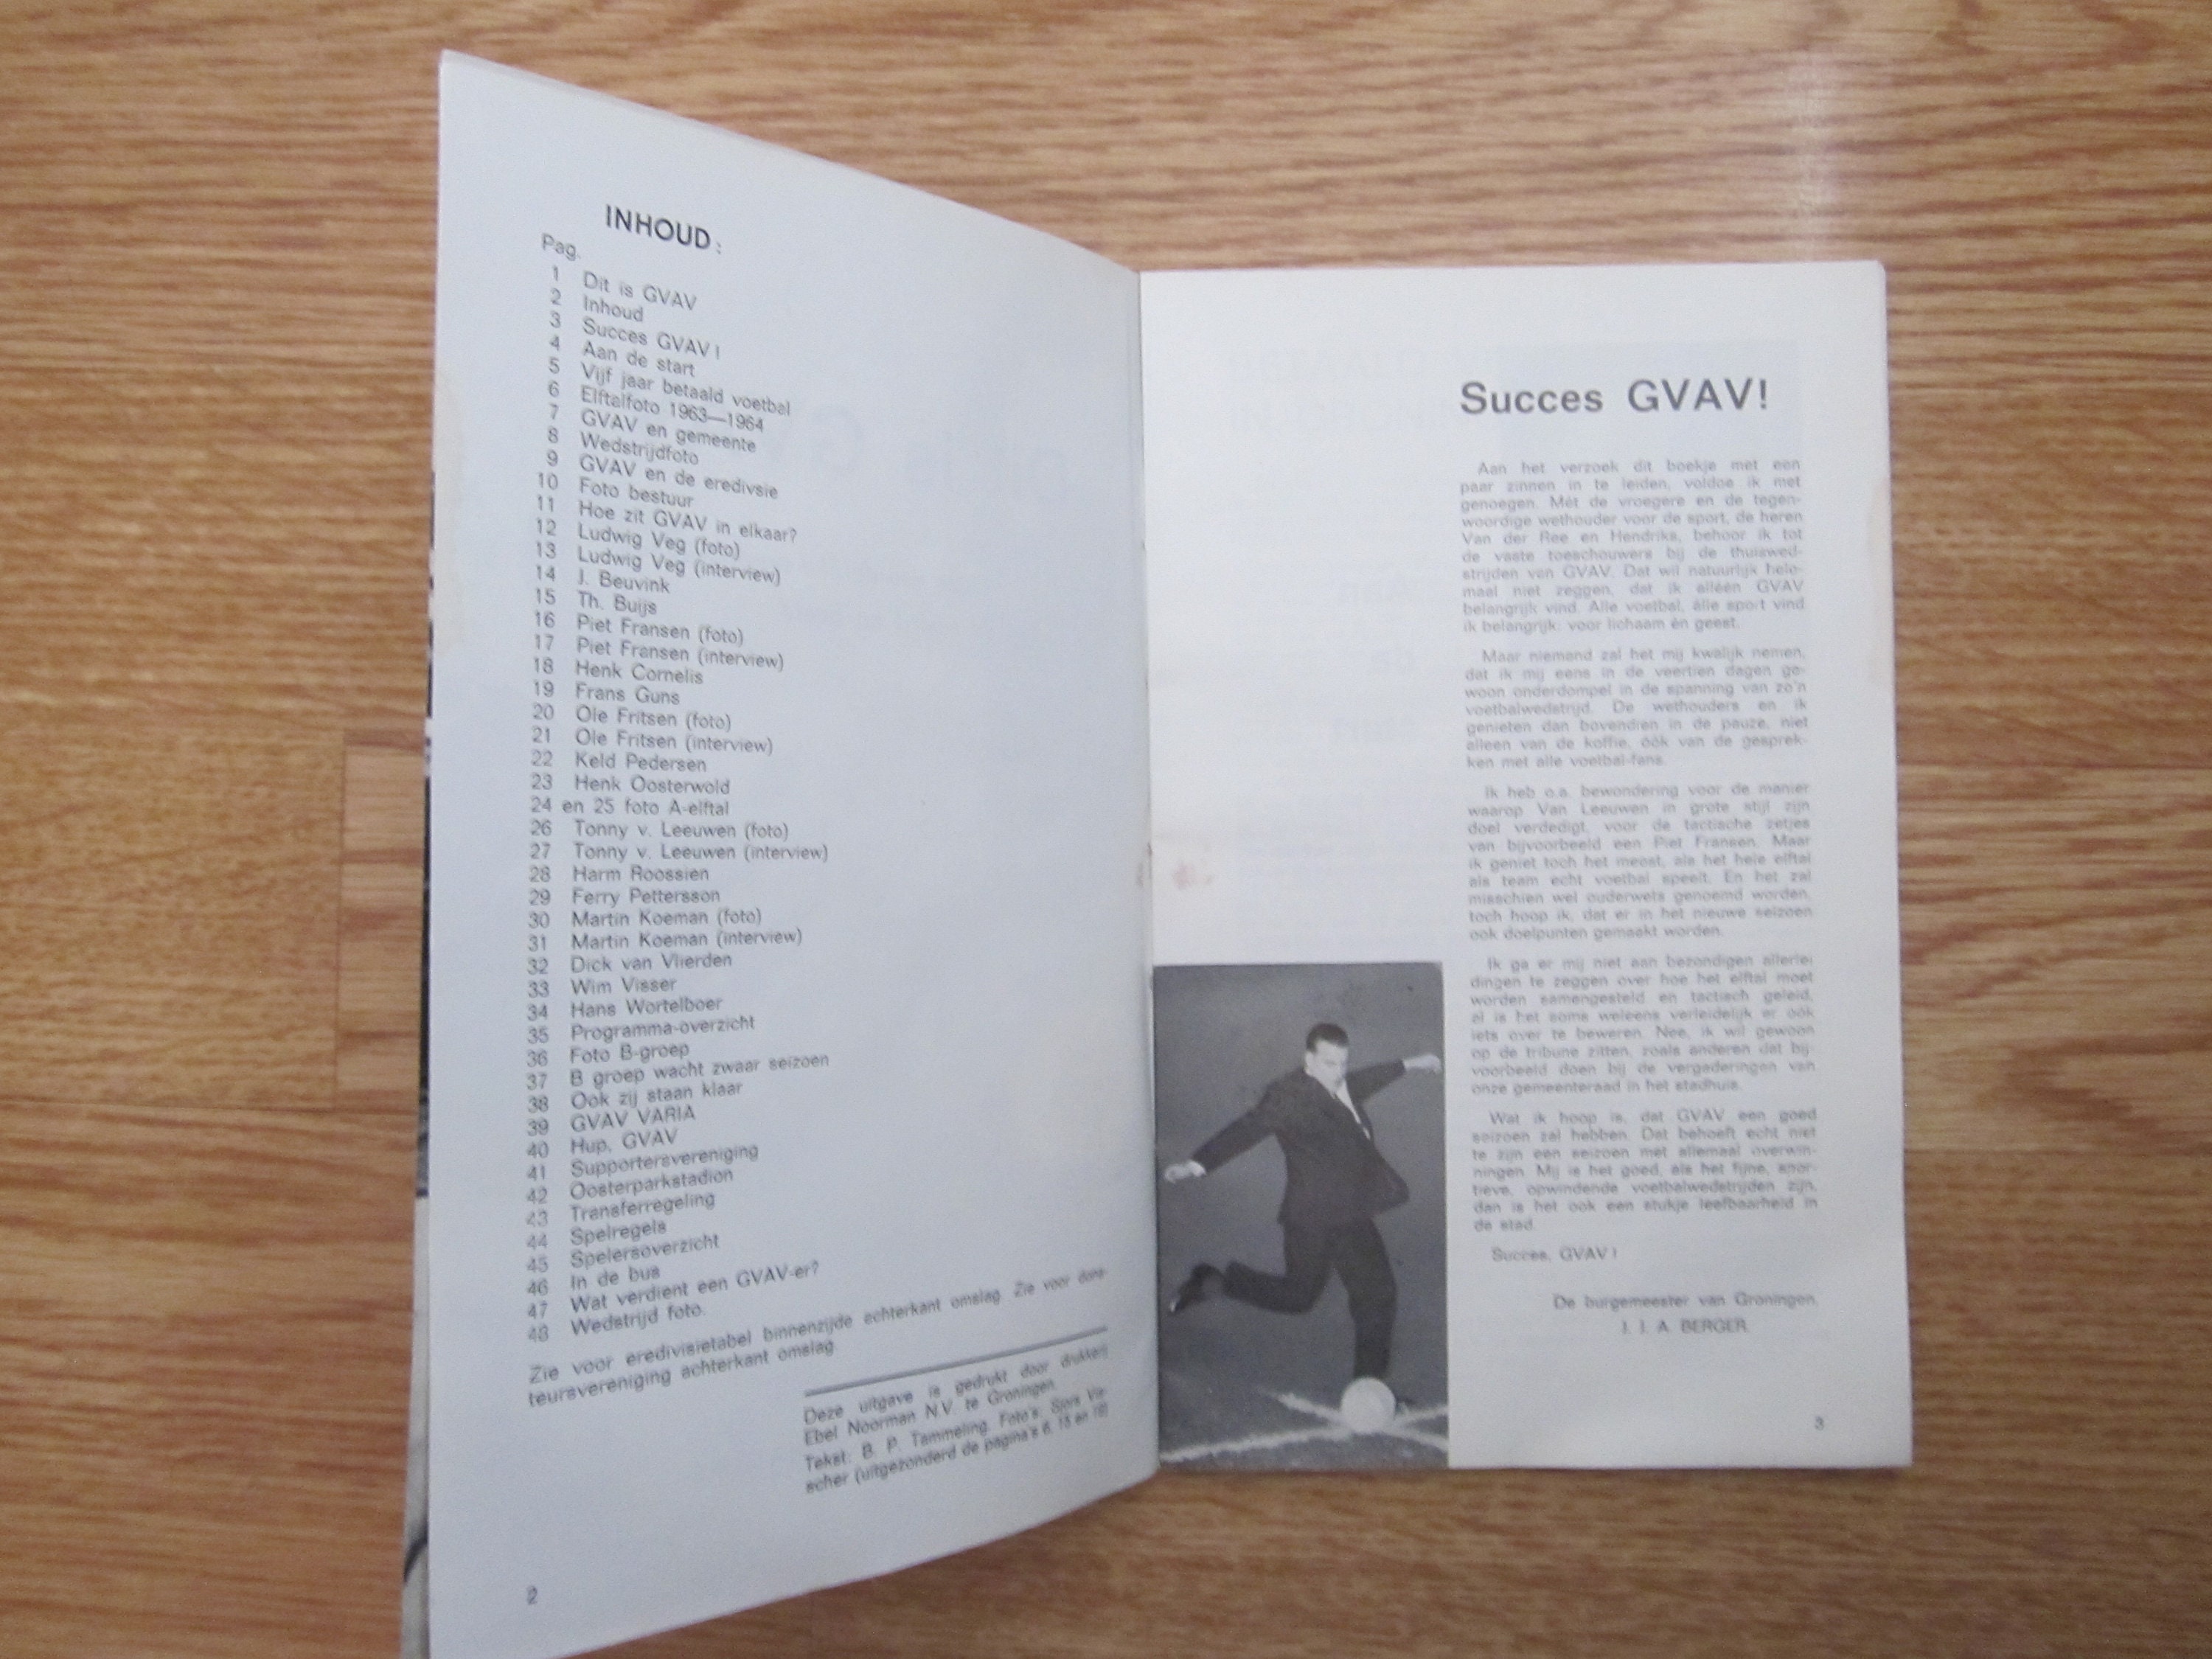 INHOUD:
Pag.
1 Dit is GVAV
2 Inhoud
3 Succes GVAV!
4 Aan de start
5 Vijf jaar betaald voetbal
6 Elftalfoto 1963—1964
7 GVAV en gemeente
8 Wedstrijdfoto
9 GVAV en de eredivsie
10 Foto bestuur
11 Hoe zit GVAV in elkaar?
12 Ludwig Veg (foto)
13 Ludwig Veg (interview)
14 J. Beuvink
15 Th. Buijs
16 Piet Fransen (foto)
17 Piet Fransen (interview)
18 Henk Cornelis
19 Frans Guns
20 Ole Fritsen (foto)
21 Ole Fritsen (interview)
22 Keld Pedersen
23 Henk Oosterwold
24 en 25 foto A-elftal
26 Tonny v. Leeuwen (foto)
27 Tonny v. Leeuwen (interview)
28 Harm Roossien
29 Ferry Pettersson
30 Martin Koeman (foto)
31 Martin Koeman (interview)
32 Dick van Vlierden
33 Wim Visser
34 Hans Wortelboer
35 Programma-overzicht
36 Foto B-groep
37 B groep wacht zwaar seizoen
38 Ook zij staan klaar
39 GVAV VARIA
40 Hup, GVAV
41 Supportersvereniging
42 Oosterparkstadion
43 Transferregeling
44 Spelregels
45 Spelersoverzicht
46 In de bus
47 Wat verdient een GVAV-er?
48 Wedstrijd foto.
Zie voor eredivisietabel binnenzijde achterkant omslag. Zie voor dona-
teursvereniging achterkant omslag.
Deze uitgave is gedrukt door drukkerij
Ebel Noorman N.V. te Groningen.
Tekst: B. P. Tammeling. Foto's: Sjors Vis-
scher (uitgezonderd de pagina's 6, 15 en 18)
2
Succes GVAV!
Aan het verzoek dit boekje met een
paar zinnen in te leiden, voldoe ik met
genoegen. Mét de vroegere en de tegen-
woordige wethouder voor de sport, de heren
Van der Ree en Hendriks, behoor ik tot
de vaste toeschouwers bij de thuiswed-
strijden van GVAV. Dat wil natuurlijk hele-
maal niet zeggen, dat ik alléén GVAV
belangrijk vind. Alle voetbal, álle sport vind
ik belangrijk: voor lichaam én geest.
Maar niemand zal het mij kwalijk nemen,
dat ik mij eens in de veertien dagen ge-
woon onderdompel in de spanning van zo'n
voetbalwedstrijd. De wethouders en ik
genieten dan bovendien in de pauze, niet
alleen van de koffie, óók van de gesprek-
ken met alle voetbal-fans.
Ik heb o.a. bewondering voor de manier
waarop Van Leeuwen in grote stijl zijn
doel verdedigt, voor de tactische zetjes
van bijvoorbeeld een Piet Fransen. Maar
ik geniet toch het meest, als het hele elftal
als team echt voetbal speelt. En het zal
misschien wel ouderwets genoemd worden,
toch hoop ik, dat er in het nieuwe seizoen
ook doelpunten gemaakt worden.
Ik ga er mij niet aan bezondigen allerlei
dingen te zeggen over hoe het elftal moet
worden samengesteld en tactisch geleid,
al is het soms weleens verleidelijk er óók
iets over te beweren. Nee, ik wil gewoon
op de tribune zitten, zoals anderen dat bij-
voorbeeld doen bij de vergaderingen van
onze gemeenteraad in het stadhuis.
Wat ik hoop is, dat GVAV een goed
seizoen zal hebben. Dat behoeft echt niet
te zijn een seizoen met allemaal overwin-
ningen. Mij is het goed, als het fijne, spor-
tieve, opwindende voetbalwedstrijden zijn,
dan is het ook een stukje leefbaarheid in
de stad.
Succes, GVAV!
De burgemeester van Groningen,
J. J. A. BERGER.
3